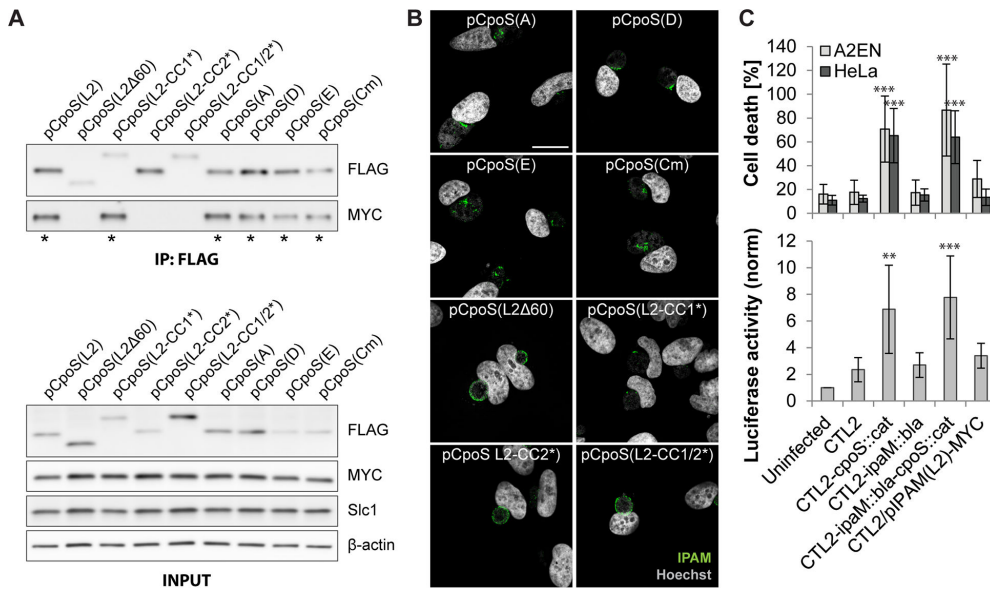 A
pCpoS(L2)
pCpoS(L2Δ60)
pCpoS(L2-CC1*)
pCpoS(L2-CC2*)
pCpoS(L2-CC1/2*)
pCpoS(A)
pCpoS(D)
pCpoS(E)
pCpoS(Cm)
FLAG
MYC
* * * * * *
IP: FLAG
pCpoS(L2)
pCpoS(L2Δ60)
pCpoS(L2-CC1*)
pCpoS(L2-CC2*)
pCpoS(L2-CC1/2*)
pCpoS(A)
pCpoS(D)
pCpoS(E)
pCpoS(Cm)
FLAG
MYC
Slc1
β-actin
INPUT
B
pCpoS(A) pCpoS(D)
pCpoS(E) pCpoS(Cm)
pCpoS(L2Δ60) pCpoS(L2-CC1*)
pCpoS L2-CC2*) pCpoS(L2-CC1/2*)
IPAM
Hoechst
C
Cell death [%]
140
120
100
80
60
40
20
0
A2EN
HeLa
*** *** *** ***
Luciferase activity (norm)
12
10
8
6
4
2
0
** ***
Uninfected
CTL2
CTL2-cpoS::cat
CTL2-ipaM::bla
CTL2-ipaM::bla-cpoS::cat
CTL2/pIPAM(L2)-MYC